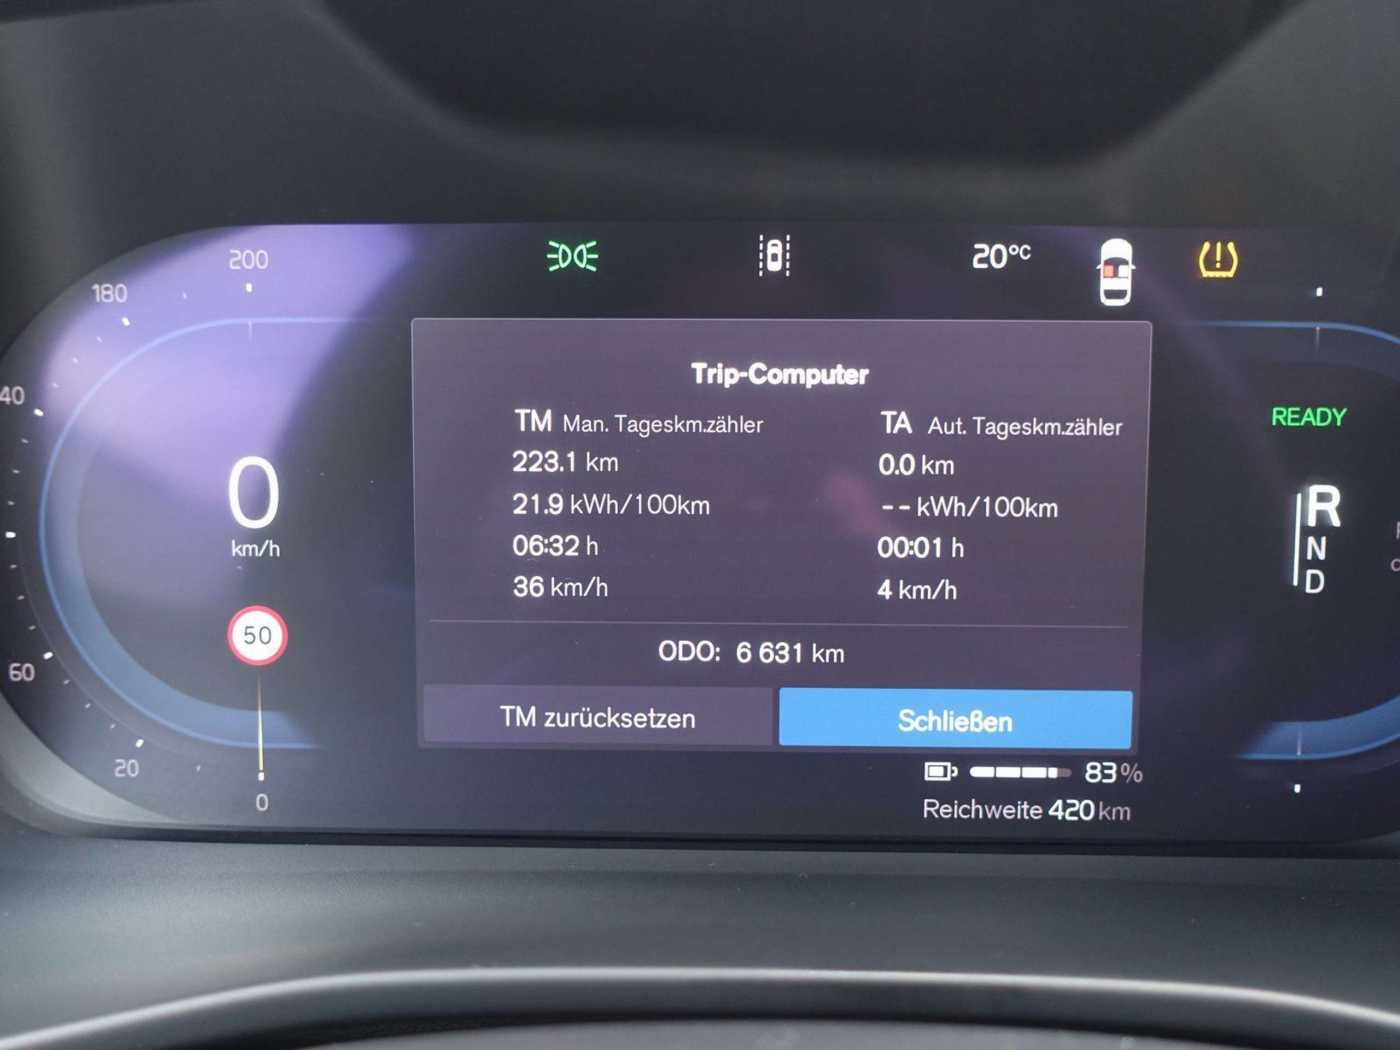 200
20°C
180
40
Trip-Computer
TM Man. Tageskm.zähler
TA Aut. Tageskm.zähler
READY
223.1 km
0.0 km
21.9 kWh/100km
-- kWh/100km
0
km/h
R
N
D
06:32 h
00:01 h
36 km/h
4 km/h
50
ODO: 6 631 km
60
TM zurücksetzen
Schließen
20
83%
0
Reichweite 420 km